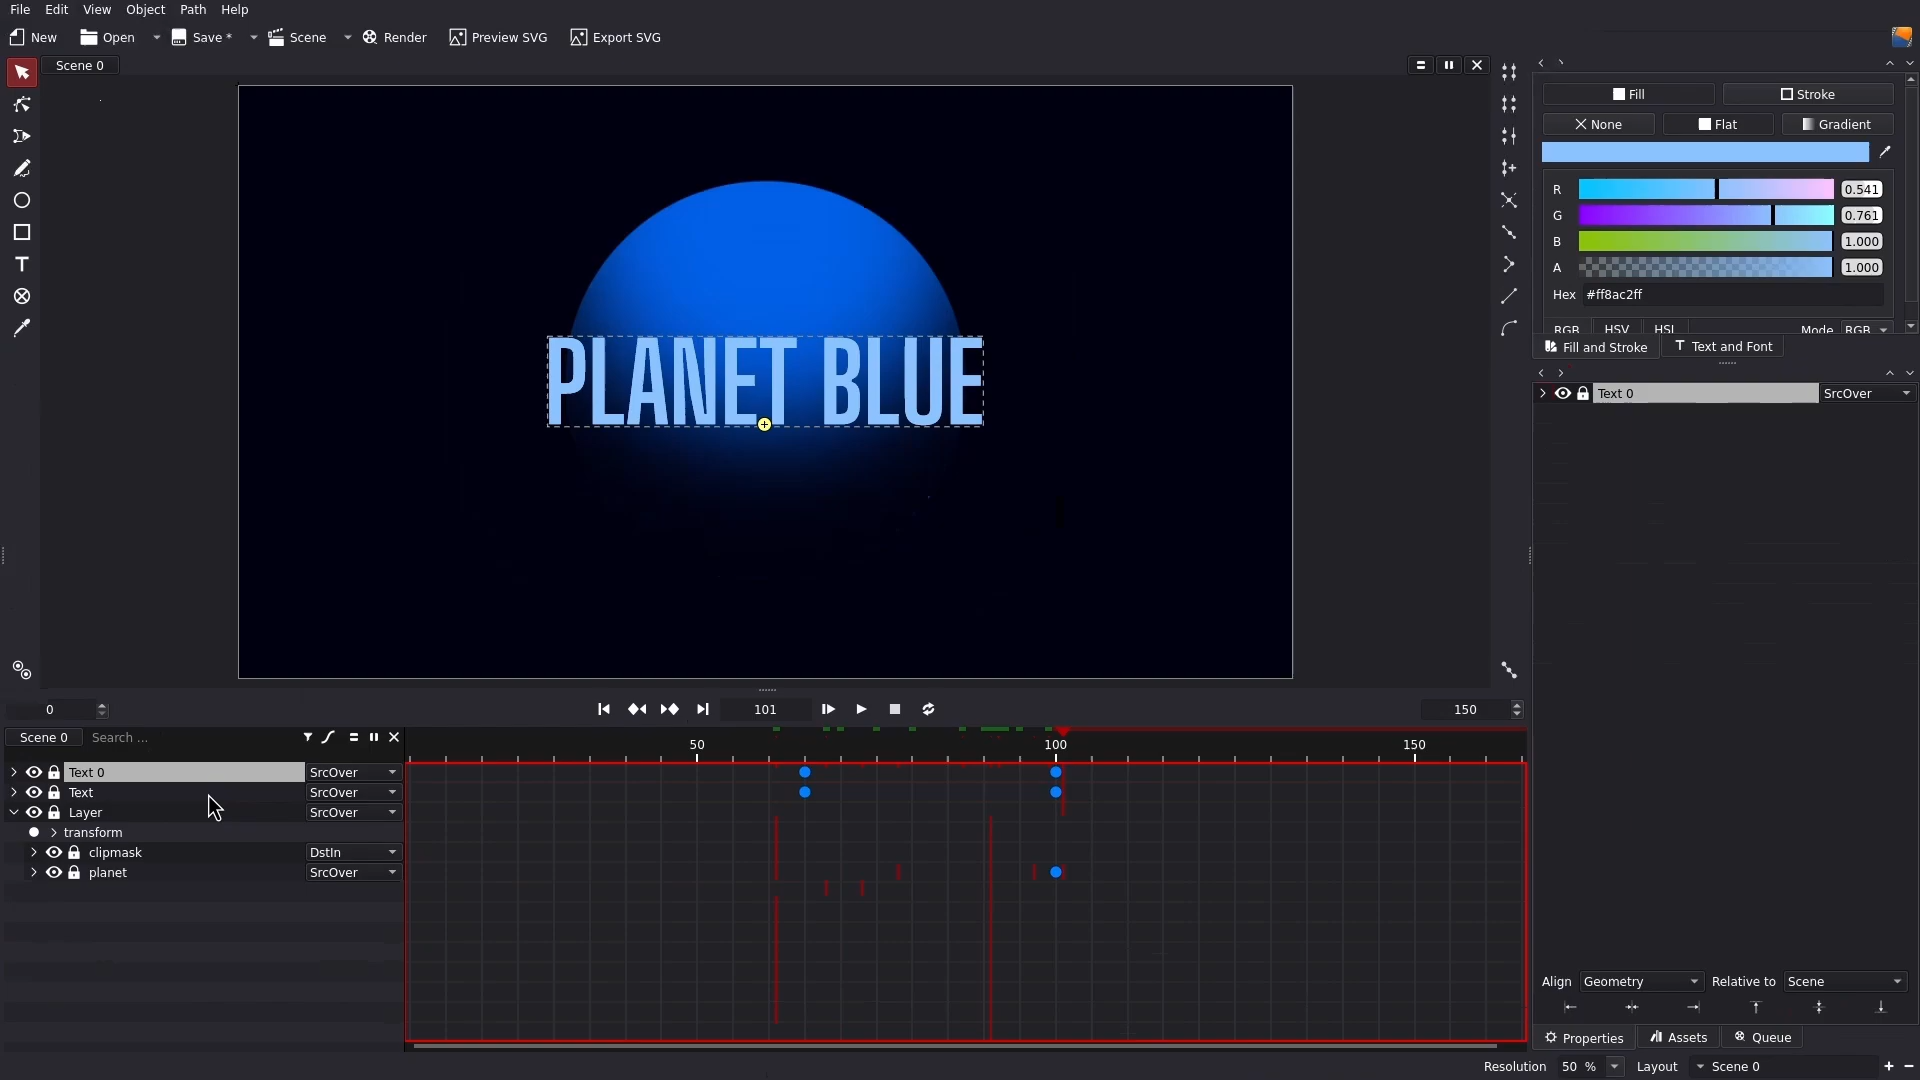 File Edit View Object Path Help
New Open Save * Scene Render Preview SVG Export SVG
Scene 0
Fill Stroke
None Flat Gradient
R 0.541
G 0.761
B 1.000
A 1.000
Hex #ff8ac2ff
RGB HSV HSL Mode RGB
Fill and Stroke Text and Font
Text 0 SrcOver
PLANET BLUE
0 101 150
Scene 0 Search ...
50 100 150
Text 0 SrcOver
Text SrcOver
Layer SrcOver
transform
clipmask DstIn
planet SrcOver
Align Geometry Relative to Scene
Properties Assets Queue
Resolution 50 % Layout Scene 0